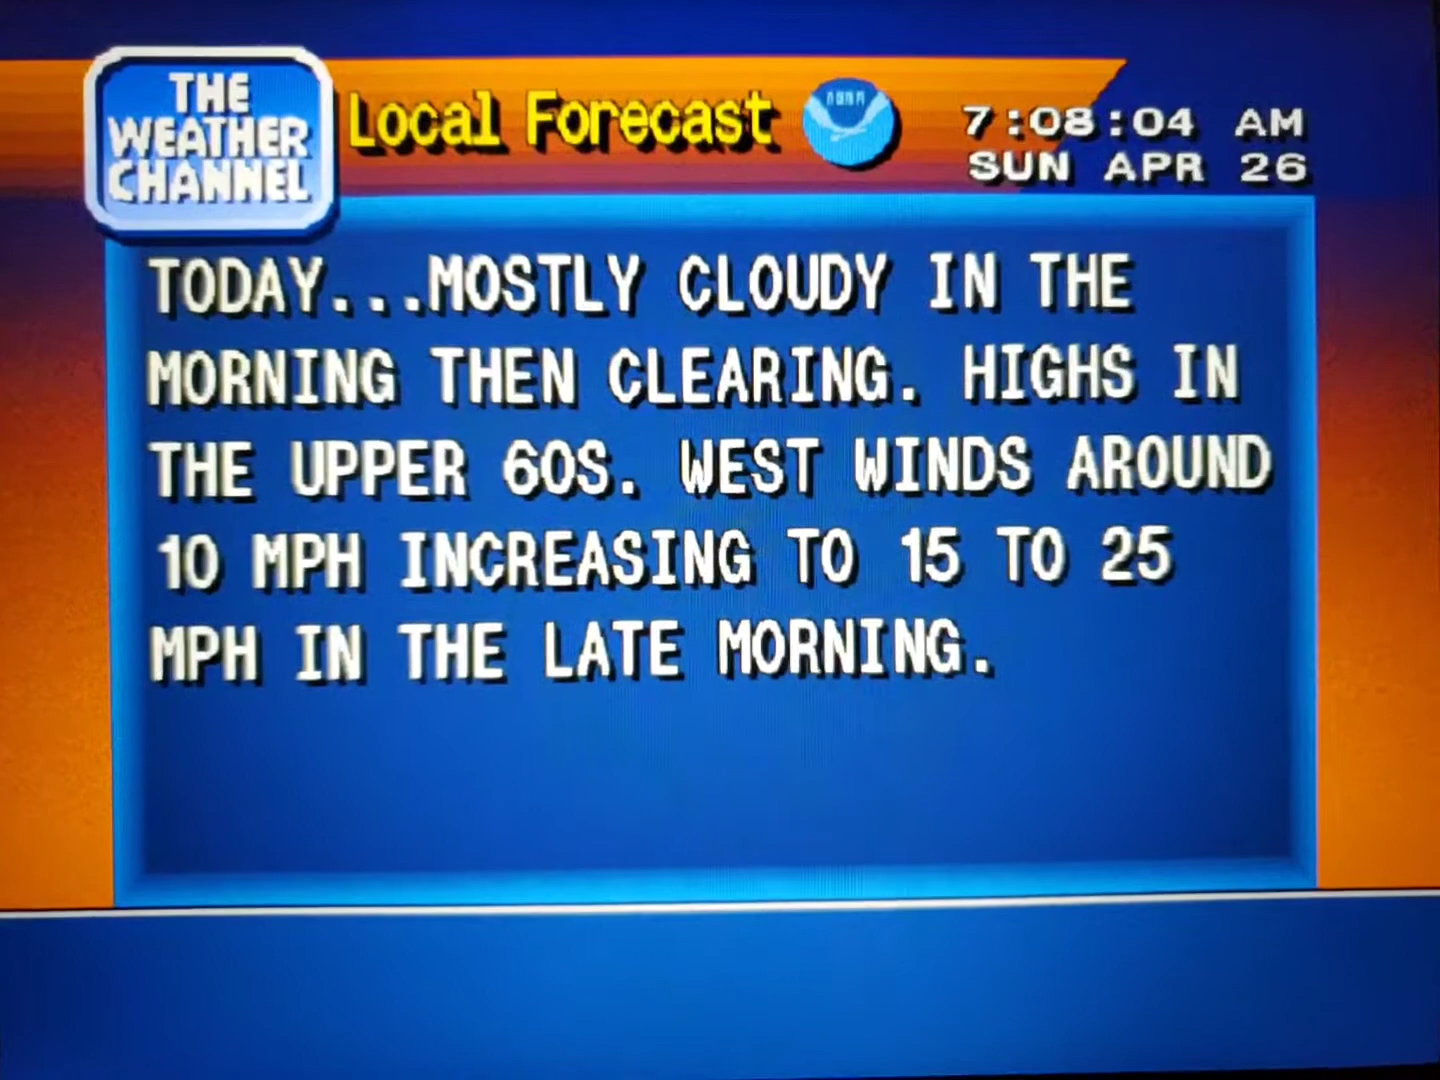 THE
WEATHER
CHANNEL
Local Forecast
NOAA
7:08:04 AM
SUN APR 26
TODAY...MOSTLY CLOUDY IN THE
MORNING THEN CLEARING. HIGHS IN
THE UPPER 60S. WEST WINDS AROUND
10 MPH INCREASING TO 15 TO 25
MPH IN THE LATE MORNING.